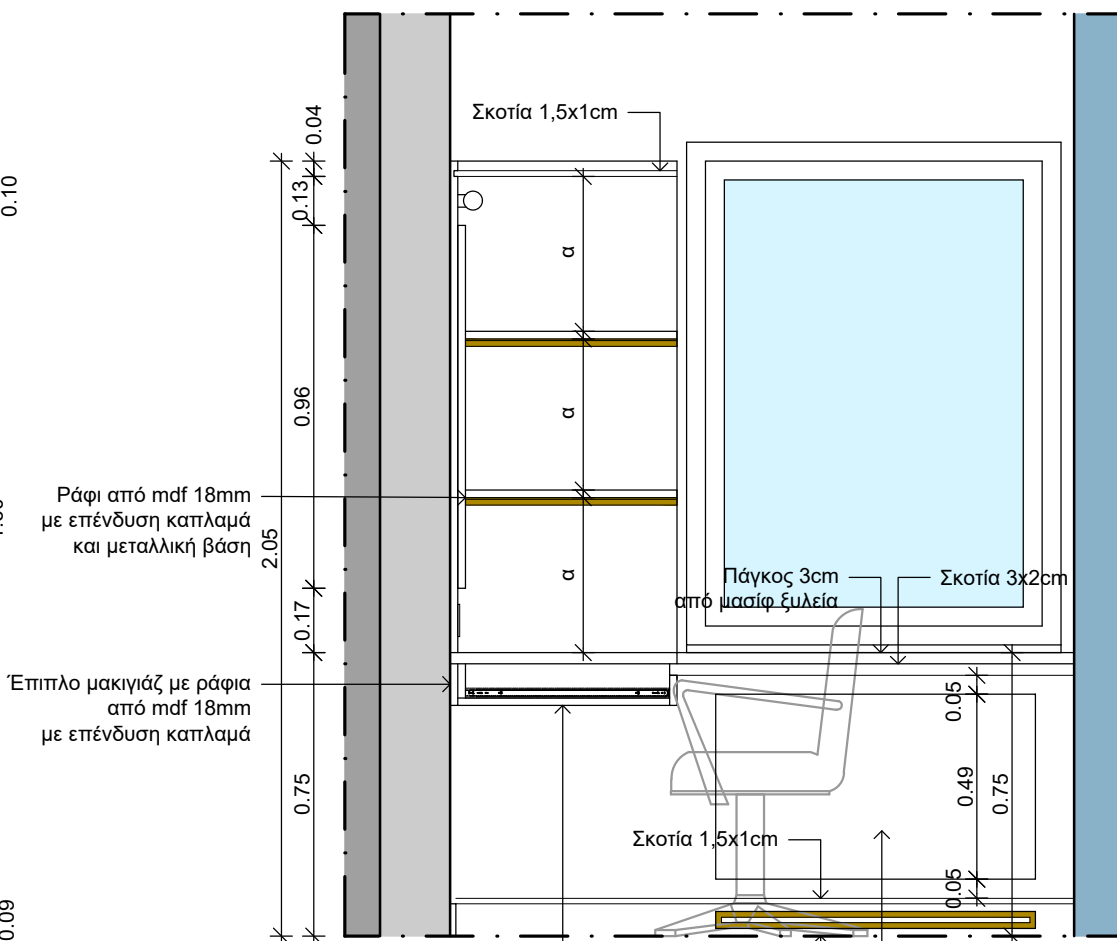 Σκοτία 1,5x1cm
0.04
0.10
0.13
α
0.96
α
Ράφι από mdf 18mm
με επένδυση καπλαμά
και μεταλλική βάση
2.05
α
Πάγκος 3cm
από μασίφ ξυλεία
Σκοτία 3x2cm
0.17
Έπιπλο μακιγιάζ με ράφια
από mdf 18mm
με επένδυση καπλαμά
0.05
0.75
0.49
0.75
Σκοτία 1,5x1cm
0.05
0.09